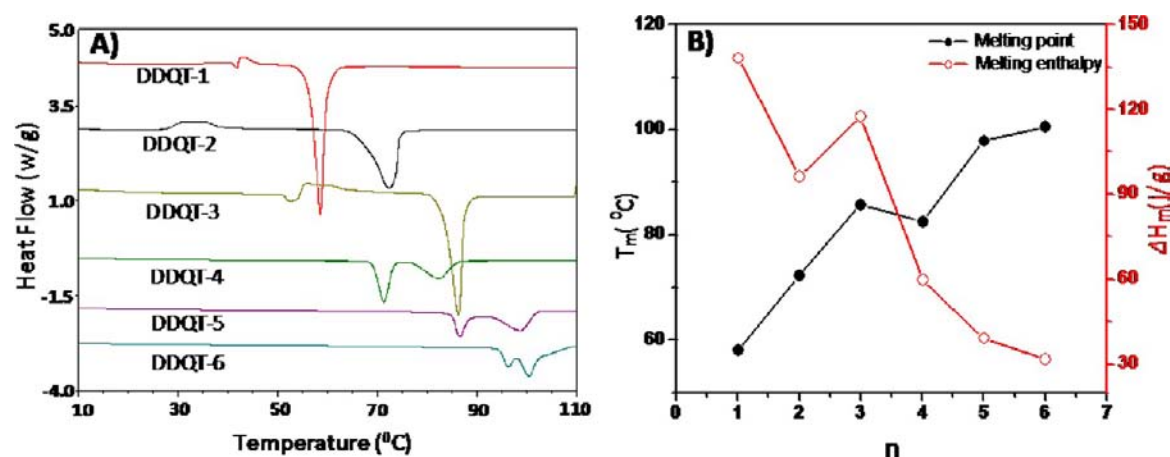 A)
5.0
3.5
1.0
-1.5
-4.0
Heat Flow (w/g)
DDQT-1
DDQT-2
DDQT-3
DDQT-4
DDQT-5
DDQT-6
10 30 50 70 90 110
Temperature (⁰C)
B)
Melting point
Melting enthalpy
120
100
80
60
Tm( °C)
150
120
90
60
30
ΔHm(J/g)
0 1 2 3 4 5 6 7
n